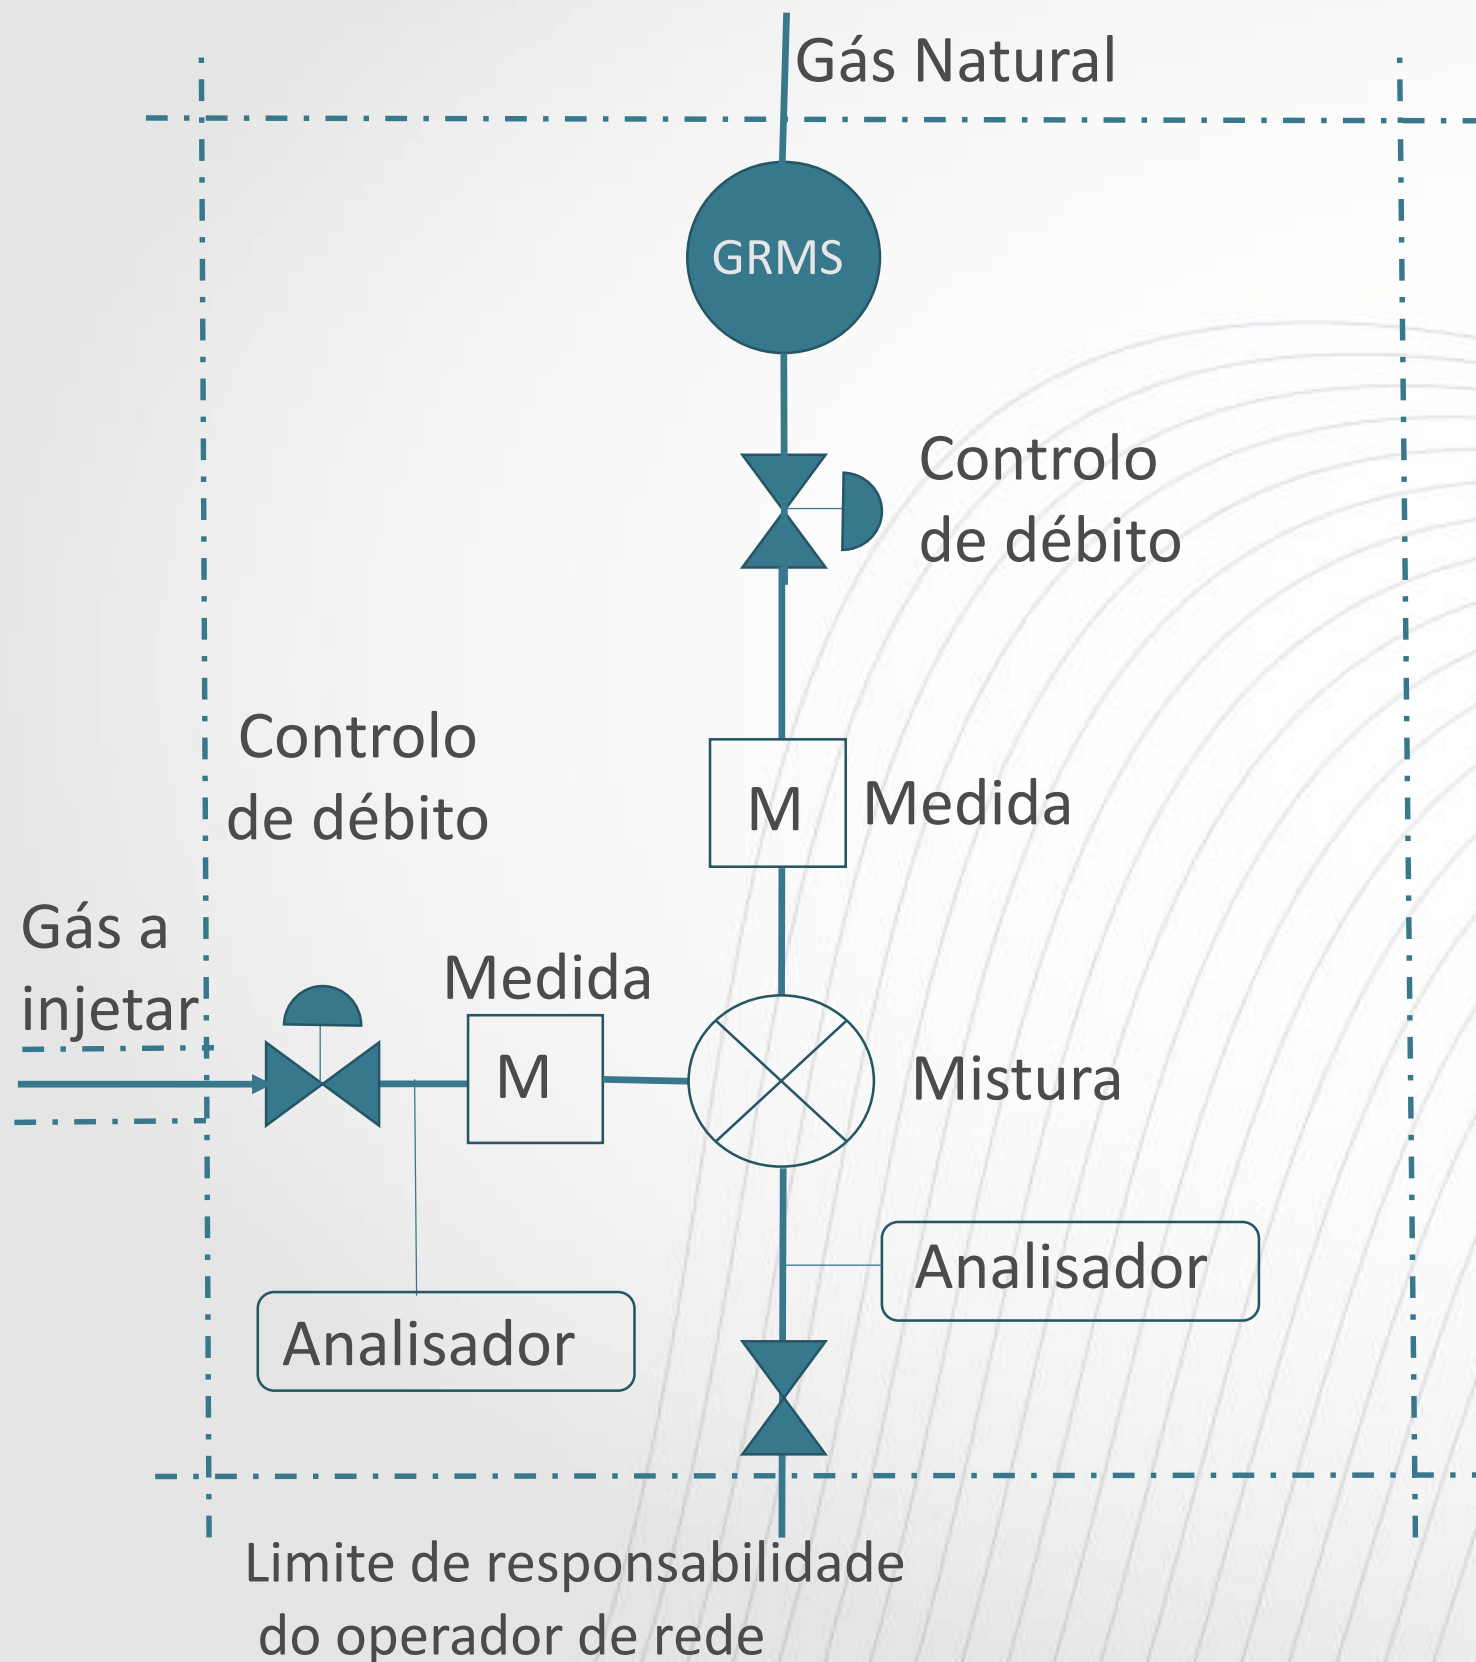 Gás Natural
GRMS
Controlo
de débito
Controlo
de débito
M
Medida
Gás a
injetar
Medida
M
Mistura
Analisador
Analisador
Limite de responsabilidade
do operador de rede